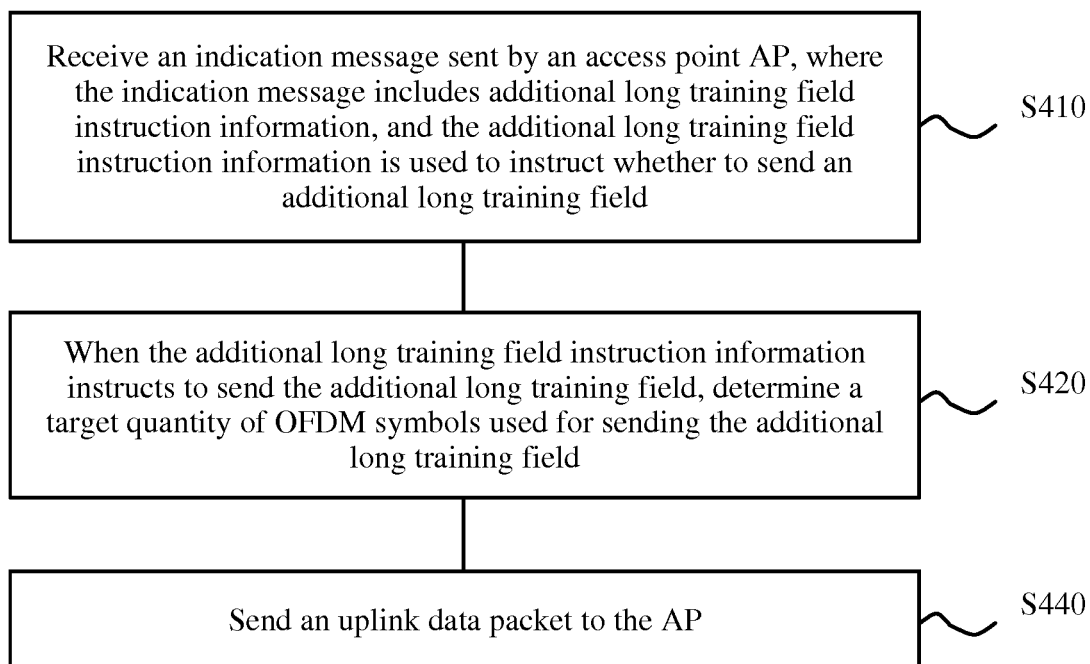 Receive an indication message sent by an access point AP, where
the indication message includes additional long training field
instruction information, and the additional long training field
instruction information is used to instruct whether to send an
additional long training field
S410
When the additional long training field instruction information
instructs to send the additional long training field, determine a
target quantity of OFDM symbols used for sending the additional
long training field
S420
Send an uplink data packet to the AP
S440